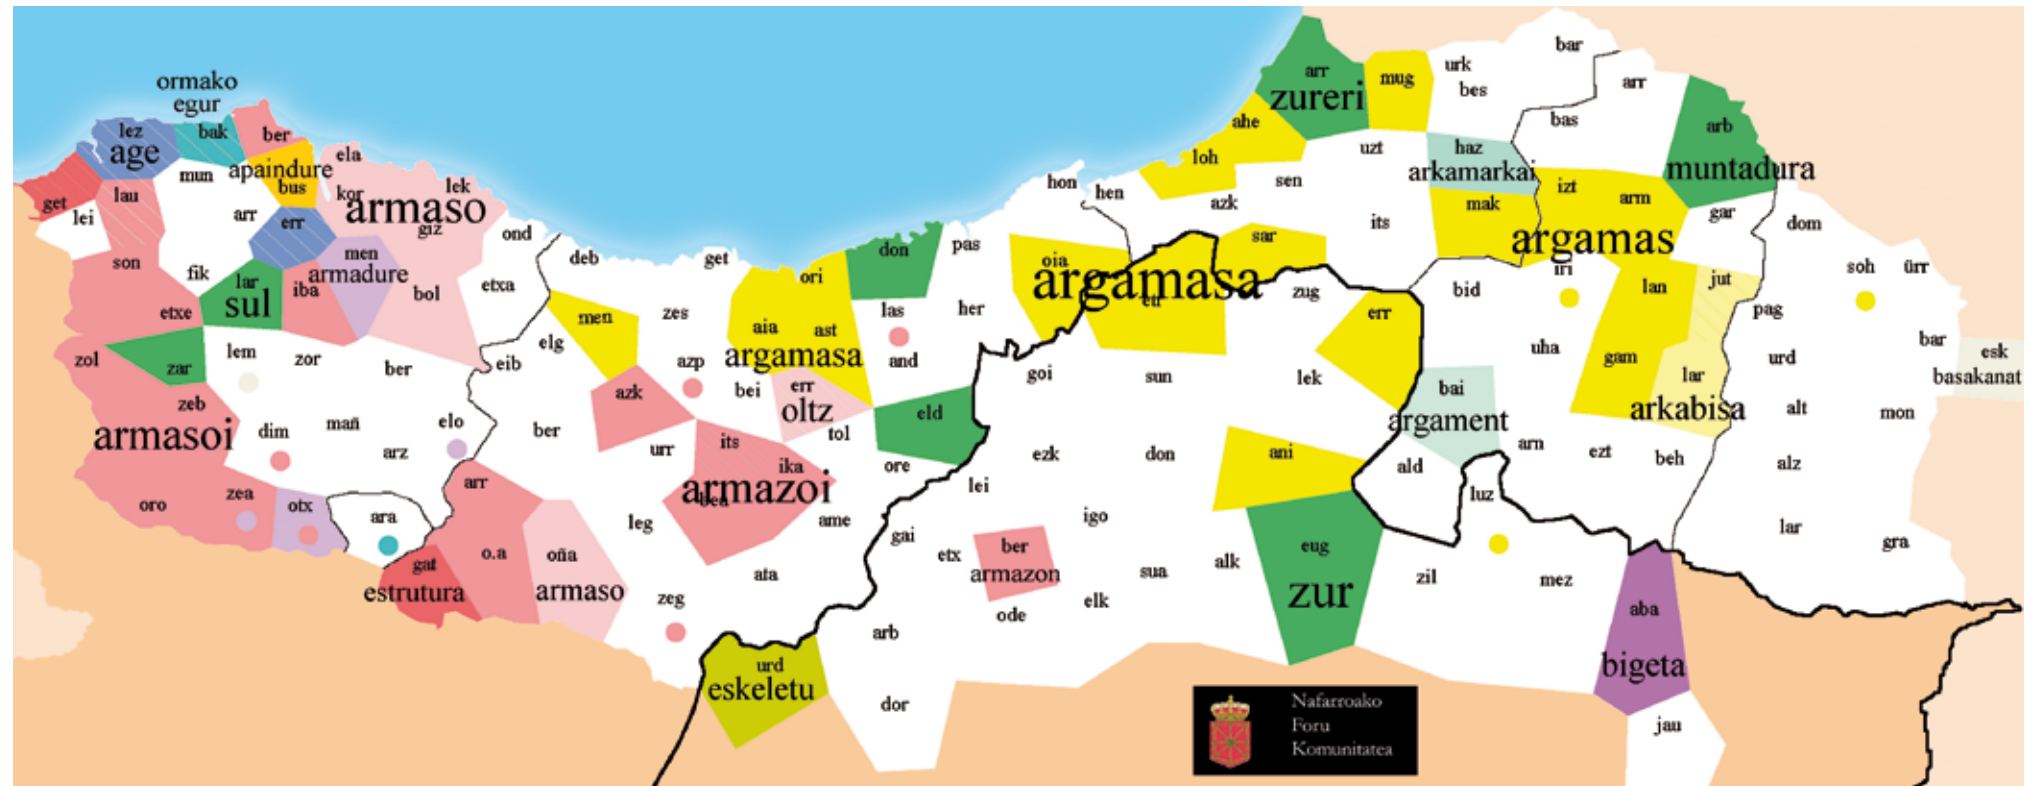 ormako
egur
lez
age
bak
ber
apaindure
bus
get
lei
lau
mun
arr
err
ela
kor
lek
armaso
giz
men
armadure
bol
ond
etxa
son
fik
lar
sul
iba
etxe
zol
zar
lem
zor
ber
zeb
armasoi
dim
mañ
elo
arz
oro
zea
otx
ara
deb
get
ori
don
pas
men
zes
elg
eib
aia
ast
argamasa
las
her
azp
and
bei
err
oltz
azk
tol
eld
ber
urr
its
ika
armazoi
bea
ore
arr
leg
ame
o.a
oña
gat
estrutura
armaso
ata
zeg
urd
eskeletu
hon
hen
oia
argamasa
etr
zug
sar
ahe
loh
azk
sen
arr
zureri
mug
urk
bes
bar
arr
bas
uzt
haz
arkamarkai
mak
its
izt
arm
argamas
iri
arb
muntadura
gar
dom
soh
ürr
bid
lan
jut
pag
err
uha
gam
urd
bar
esk
basakanat
lar
arkabisa
alt
mon
bai
argament
arn
ezt
beh
alz
ald
luz
lar
gra
goi
sun
lek
ezk
don
ani
lei
igo
gai
etx
ber
armazon
sua
alk
eug
zur
zil
mez
ode
elk
arb
dor
aba
bigeta
jau
Nafarroako
Foru
Komunitatea